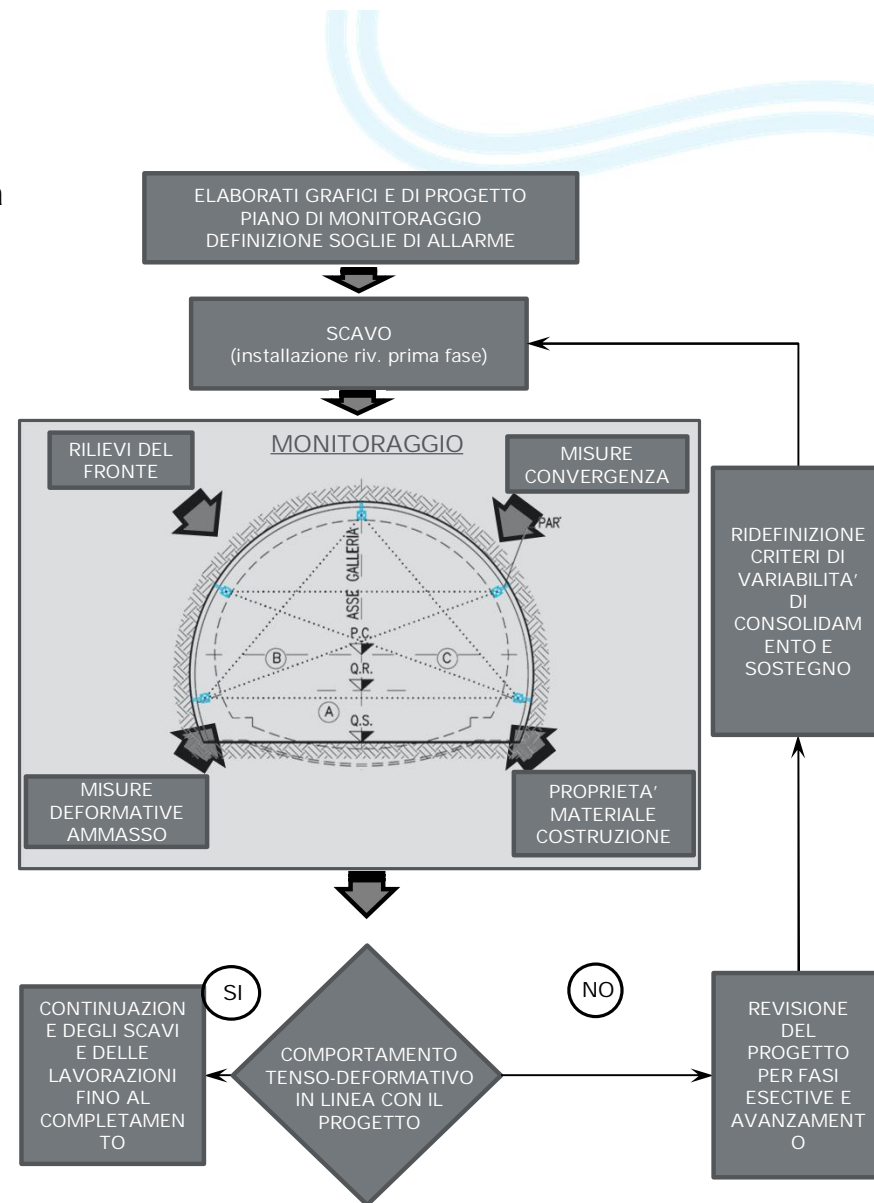 ELABORATI GRAFICI E DI PROGETTO
PIANO DI MONITORAGGIO
DEFINIZIONE SOGLIE DI ALLARME
SCAVO
(installazione riv. prima fase)
MONITORAGGIO
RILIEVI DEL
FRONTE
MISURE
CONVERGENZA
PAR
ASSE GALLERIA
P.C.
B
C
Q.R.
A
Q.S.
MISURE
DEFORMATIVE
AMMASSO
PROPRIETA'
MATERIALE
COSTRUZIONE
RIDEFINIZIONE
CRITERI DI
VARIABILITA'
DI
CONSOLIDAM
ENTO E
SOSTEGNO
SI
NO
CONTINUAZION
E DEGLI SCAVI
E DELLE
LAVORAZIONI
FINO AL
COMPLETAMEN
TO
COMPORTAMENTO
TENSO-DEFORMATIVO
IN LINEA CON IL
PROGETTO
REVISIONE
DEL
PROGETTO
PER FASI
ESECTIVE E
AVANZAMENT
O